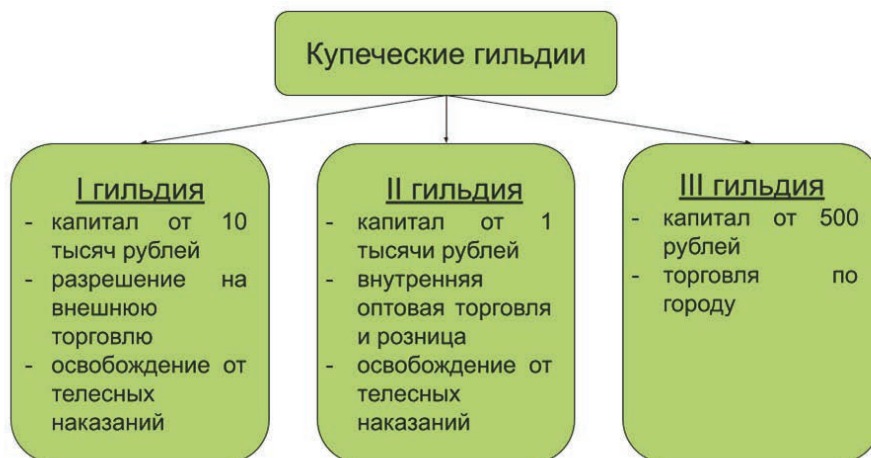 Купеческие гильдии
I гильдия
- капитал от 10
тысяч рублей
- разрешение на
внешнюю
торговлю
- освобождение от
телесных
наказаний
II гильдия
- капитал от 1
тысячи рублей
- внутренняя
оптовая торговля
и розница
- освобождение от
телесных
наказаний
III гильдия
- капитал от 500
рублей
- торговля по
городу